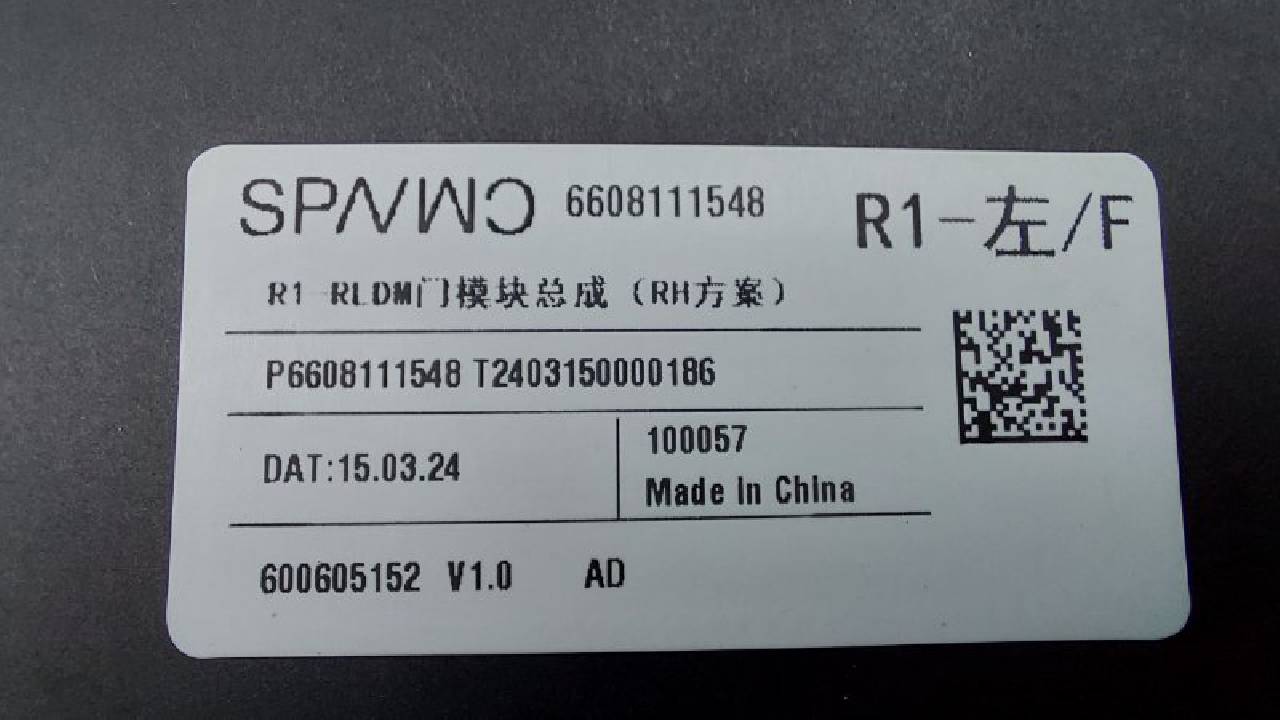 SPΛVWƆ 6608111548
R1-左/F
R1 RLDM门模块总成（RH方案）
P6608111548 T2403150000186
DAT:15.03.24
100057
Made in China
600605152 V1.0 AD